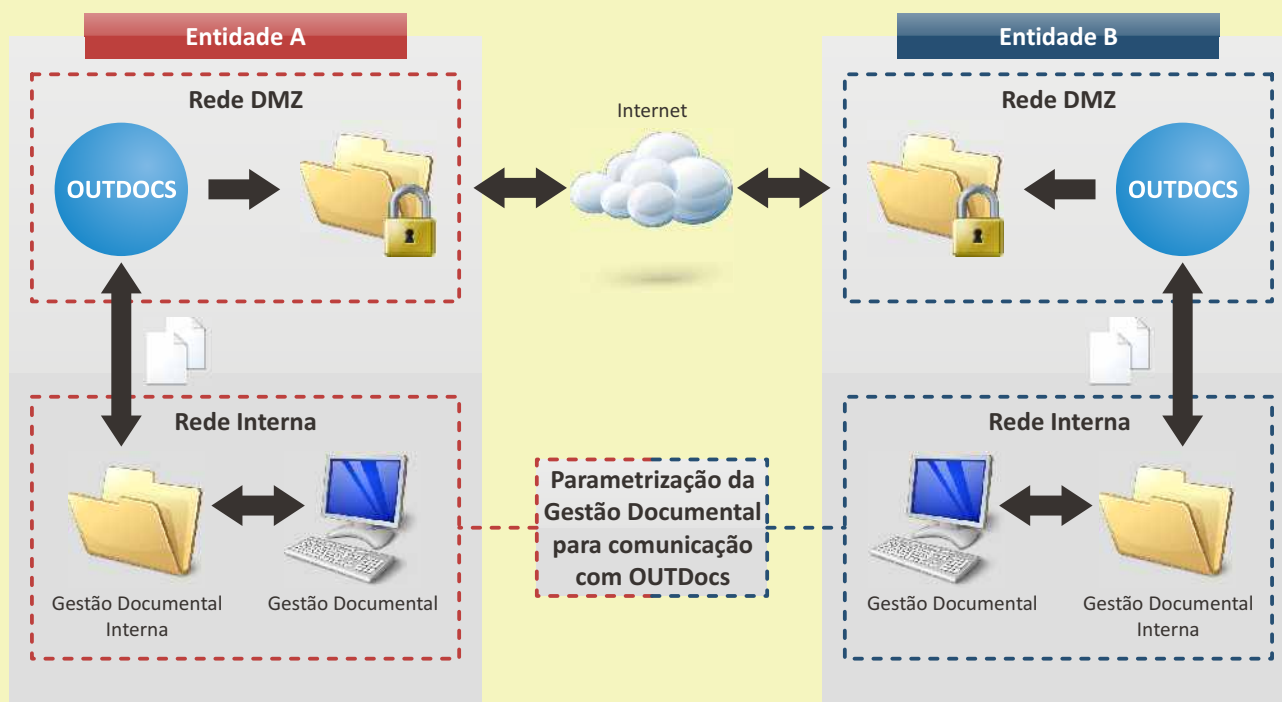 Entidade A
Rede DMZ
OUTDOCS
Rede Interna
Gestão Documental
Interna
Gestão Documental
Internet
Parametrização da
Gestão Documental
para comunicação
com OUTDocs
Entidade B
Rede DMZ
OUTDOCS
Rede Interna
Gestão Documental
Gestão Documental
Interna